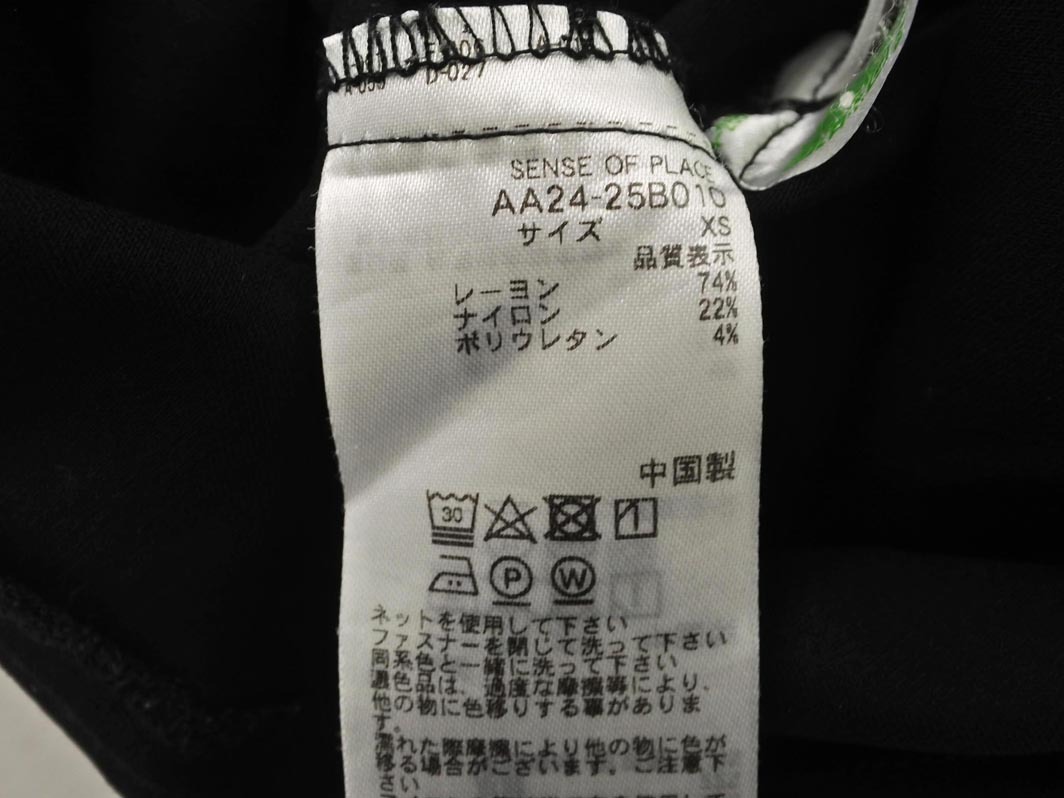 D-027
SENSE OF PLACE
AA24-25B010
サイズ XS
品質表示
レーヨン 74%
ナイロン 22%
ポリウレタン 4%
中国製
30
P W
ネットを使用して下さい
ファスナーを閉じて洗って下さい
同系色と一緒に洗って下さい
濃色品は、過度な摩擦等により、
他の物に色移りする事がありま
す。
濡れた際摩擦により他の物に色が
移る場合がございます。ご注意下
さい